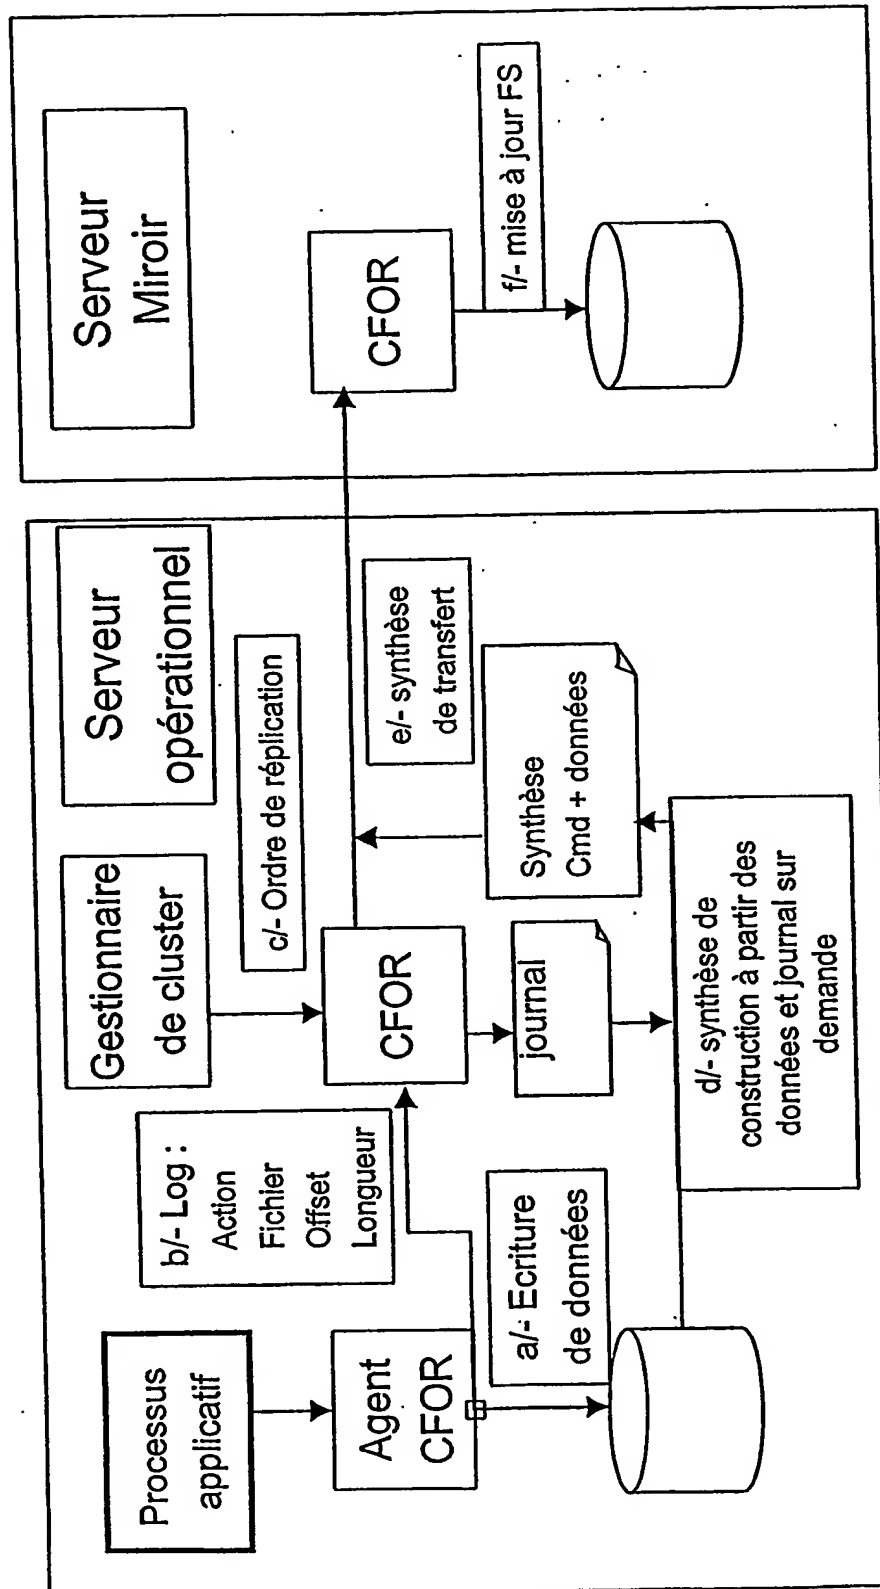 Processus
applicatif
Agent
CFOR
a/- Ecriture
de données
b/- Log :
Action
Fichier
Offset
Longueur
Gestionnaire
de cluster
CFOR
journal
d/- synthèse de
construction à partir des
données et journal sur
demande
Serveur
opérationnel
c/- Ordre de réplication
e/- synthèse
de transfert
Synthèse
Cmd + données
Serveur
Miroir
CFOR
f/- mise à jour FS